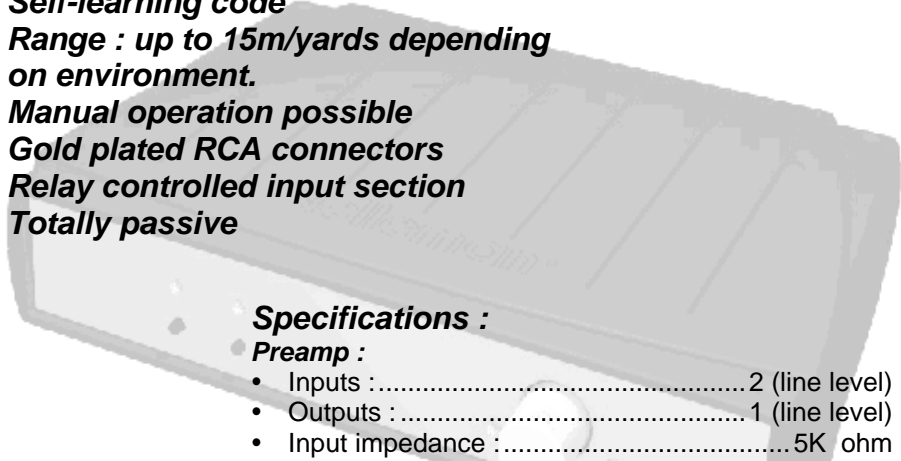 Self-learning code
Range : up to 15m/yards depending
on environment.
Manual operation possible
Gold plated RCA connectors
Relay controlled input section
Totally passive
Specifications :
Preamp :
• Inputs :..................................................2 (line level)
• Outputs :...............................................1 (line level)
• Input impedance :.......................................5K ohm